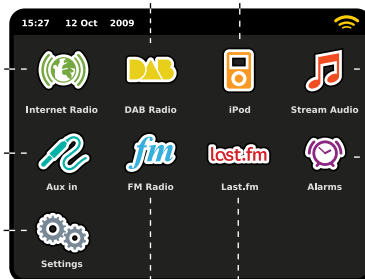 15:27 12 Oct 2009
DAB
Internet Radio DAB Radio iPod Stream Audio
fm last.fm
Aux in FM Radio Last.fm Alarms
Settings